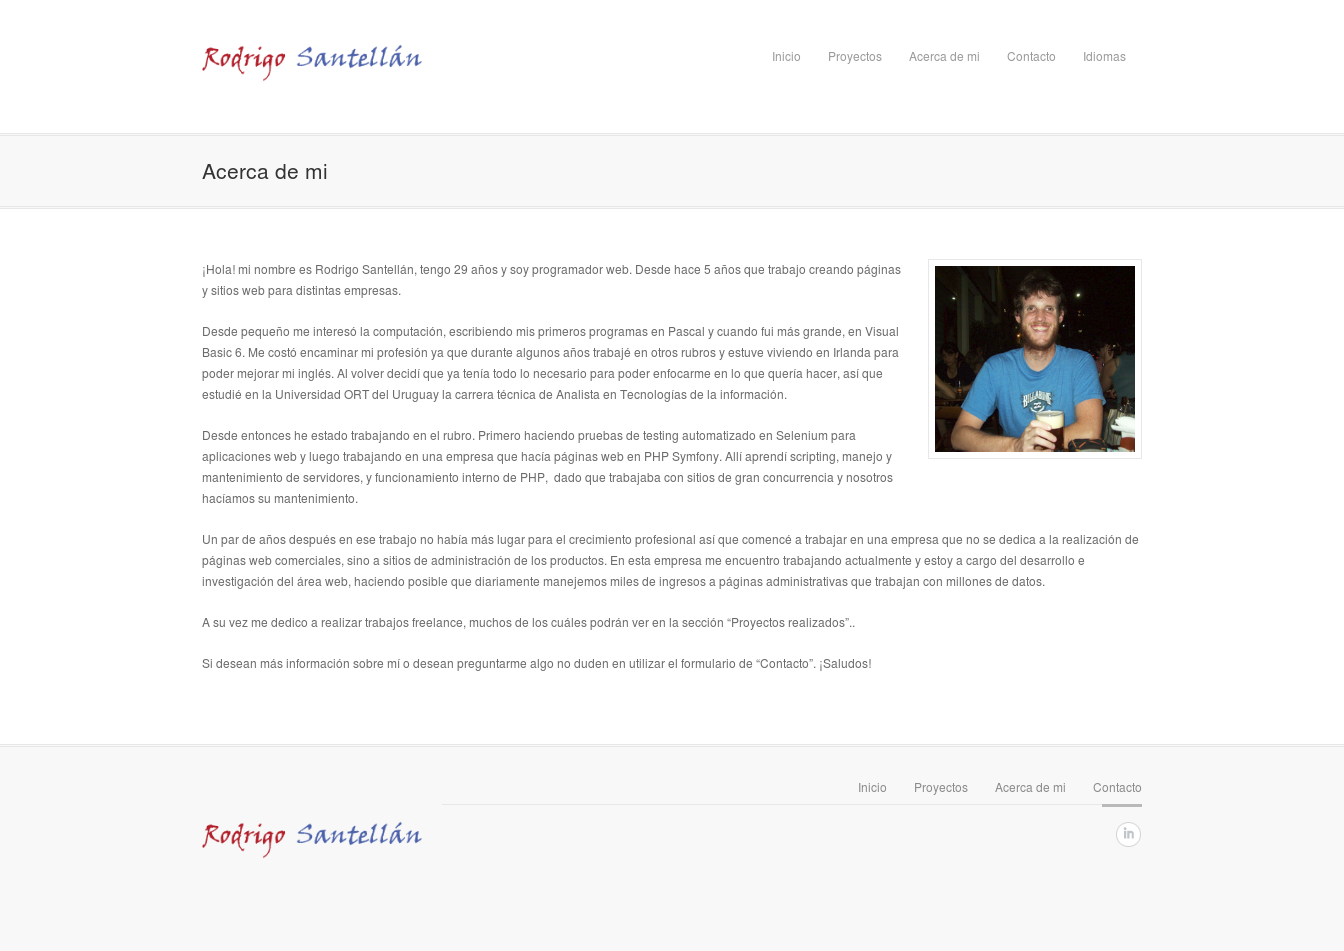 Rodrigo Santellán
Inicio Proyectos Acerca de mi Contacto Idiomas
Acerca de mi
¡Hola! mi nombre es Rodrigo Santellán, tengo 29 años y soy programador web. Desde hace 5 años que trabajo creando páginas
y sitios web para distintas empresas.
Desde pequeño me interesó la computación, escribiendo mis primeros programas en Pascal y cuando fui más grande, en Visual
Basic 6. Me costó encaminar mi profesión ya que durante algunos años trabajé en otros rubros y estuve viviendo en Irlanda para
poder mejorar mi inglés. Al volver decidí que ya tenía todo lo necesario para poder enfocarme en lo que quería hacer, así que
estudié en la Universidad ORT del Uruguay la carrera técnica de Analista en Tecnologías de la información.
Desde entonces he estado trabajando en el rubro. Primero haciendo pruebas de testing automatizado en Selenium para
aplicaciones web y luego trabajando en una empresa que hacía páginas web en PHP Symfony. Allí aprendí scripting, manejo y
mantenimiento de servidores, y funcionamiento interno de PHP,  dado que trabajaba con sitios de gran concurrencia y nosotros
hacíamos su mantenimiento.
BILLABONG
Un par de años después en ese trabajo no había más lugar para el crecimiento profesional así que comencé a trabajar en una empresa que no se dedica a la realización de
páginas web comerciales, sino a sitios de administración de los productos. En esta empresa me encuentro trabajando actualmente y estoy a cargo del desarrollo e
investigación del área web, haciendo posible que diariamente manejemos miles de ingresos a páginas administrativas que trabajan con millones de datos.
A su vez me dedico a realizar trabajos freelance, muchos de los cuáles podrán ver en la sección “Proyectos realizados”..
Si desean más información sobre mí o desean preguntarme algo no duden en utilizar el formulario de “Contacto”. ¡Saludos!
Inicio Proyectos Acerca de mi Contacto
Rodrigo Santellán
in